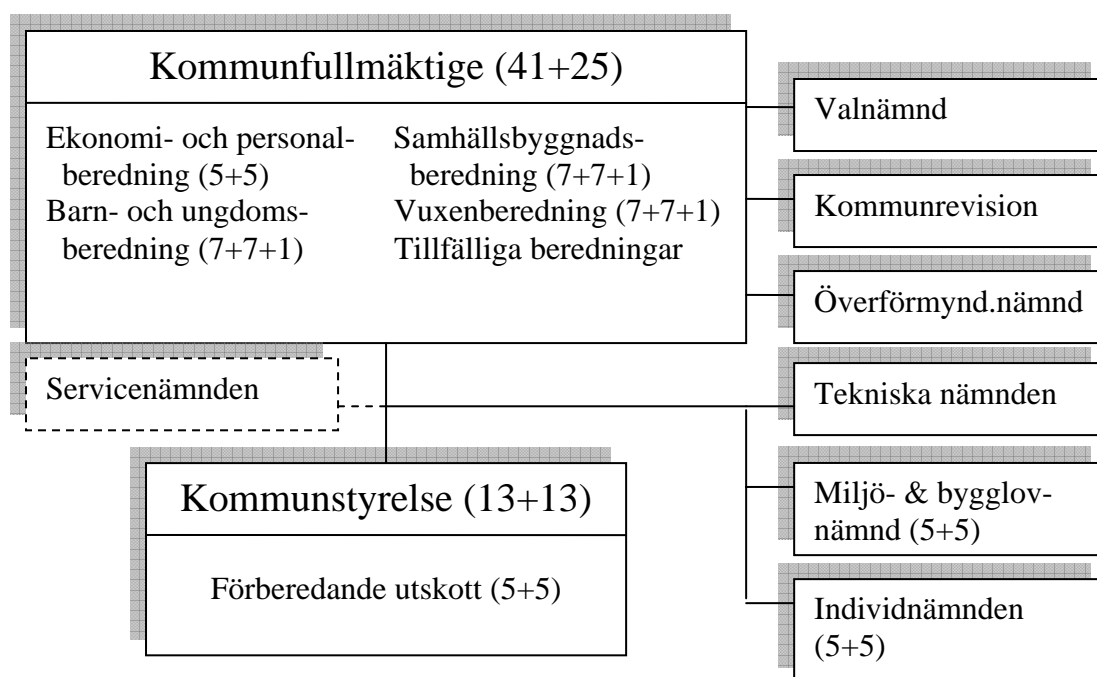 Kommunfullmäktige (41+25)
Ekonomi- och personal-
beredning (5+5)
Barn- och ungdoms-
beredning (7+7+1)
Samhällsbyggnads-
beredning (7+7+1)
Vuxenberedning (7+7+1)
Tillfälliga beredningar
Valnämnd
Kommunrevision
Överförmynd.nämnd
Servicenämnden
Tekniska nämnden
Kommunstyrelse (13+13)
Förberedande utskott (5+5)
Miljö- & bygglov-
nämnd (5+5)
Individnämnden
(5+5)